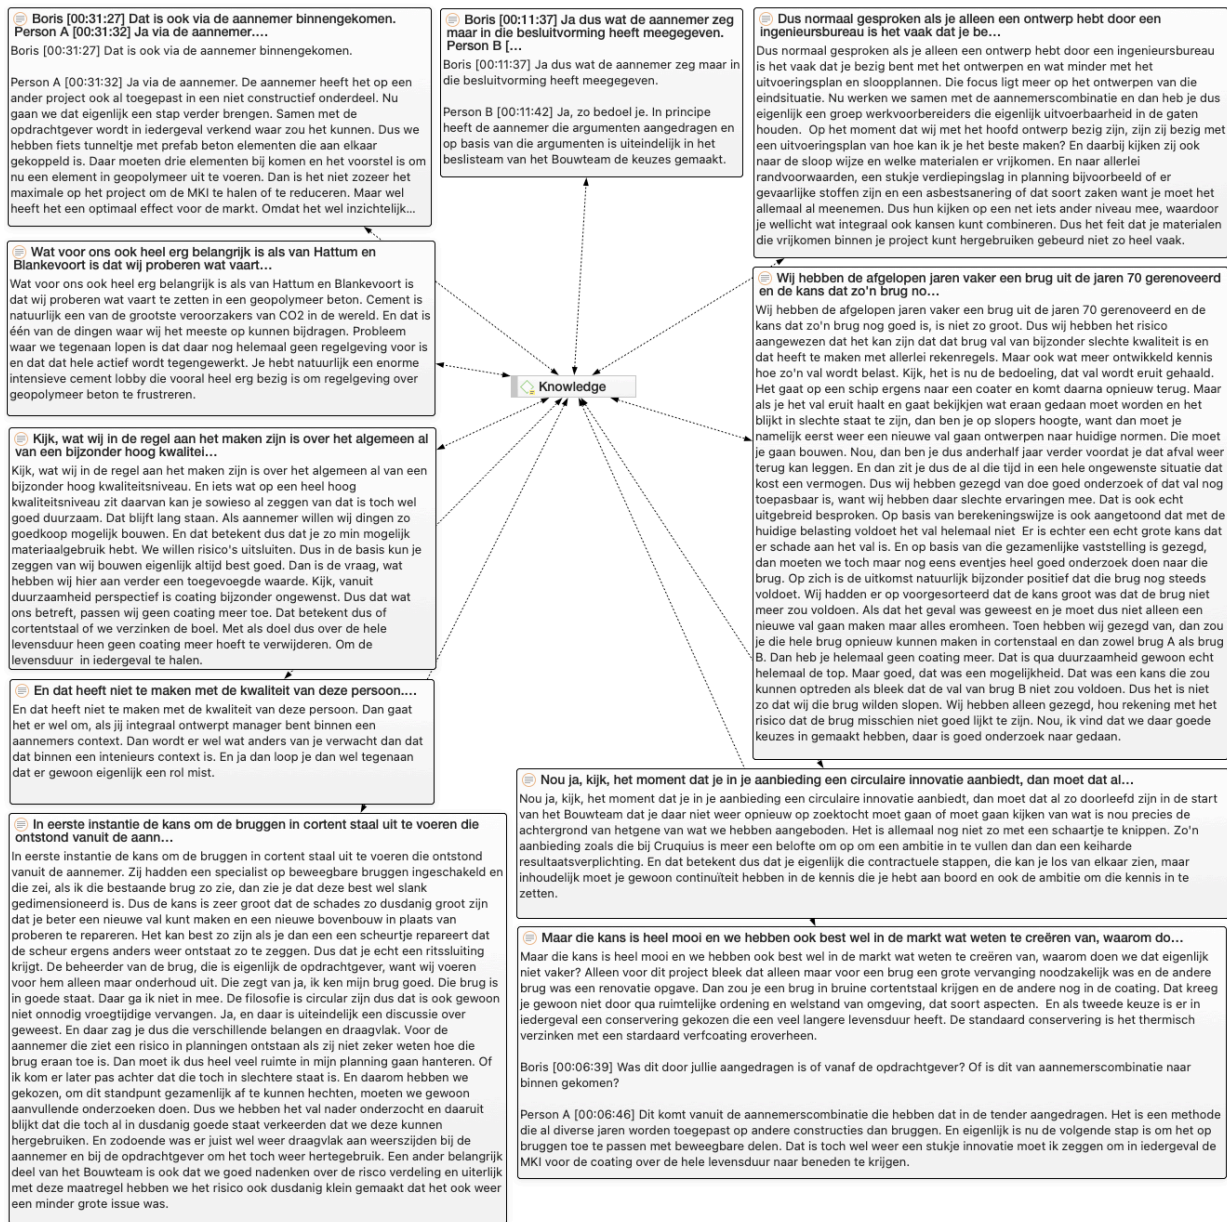 Boris [00:31:27] Dat is ook via de aannemer binnengekomen.
Person A [00:31:32] Ja via de aannemer....
Boris [00:31:27] Dat is ook via de aannemer binnengekomen.
Person A [00:31:32] Ja via de aannemer. De aannemer heeft het op een
ander project ook al toegepast in een niet constructief onderdeel. Nu
gaan we dat eigenlijk een stap verder brengen. Samen met de
opdrachtgever wordt in iedergeval verkend waar zou het kunnen. Dus we
hebben fiets tunneltje met prefab beton elementen die aan elkaar
gekoppeld is. Daar moeten drie elementen bij komen en het voorstel is om
nu een element in geopolymeer uit te voeren. Dan is het niet zozeer het
maximale op het project om de MKI te halen of te reduceren. Maar wel
heeft het een optimaal effect voor de markt. Omdat het wel inzichtelijk...
Boris [00:11:37] Ja dus wat de aannemer zeg
maar in die besluitvorming heeft meegegeven.
Person B [...
Boris [00:11:37] Ja dus wat de aannemer zeg maar in
die besluitvorming heeft meegegeven.
Person B [00:11:42] Ja, zo bedoel je. In principe
heeft de aannemer die argumenten aangedragen en
op basis van die argumenten is uiteindelijk in het
beslisteam van het Bouwteam de keuzes gemaakt.
Dus normaal gesproken als je alleen een ontwerp hebt door een
ingenieursbureau is het vaak dat je be...
Dus normaal gesproken als je alleen een ontwerp hebt door een ingenieursbureau
is het vaak dat je bezig bent met het ontwerpen en wat minder met het
uitvoeringsplan en slooplannen. Die focus ligt meer op het ontwerpen van die
eindsituatie. Nu werken we samen met de aannemerscombinatie en dan heb je dus
eigenlijk een groep werkvoorbereiders die eigenlijk uitvoerbaarheid in de gaten
houden. Op het moment dat wij met het hoofd ontwerp bezig zijn, zijn zij bezig met
een uitvoeringsplan van hoe kan ik je het beste maken? En daarbij kijken zij ook
naar de sloop wijze en welke materialen er vrijkomen. En naar allerlei
randvoorwaarden, een stukje verdiepingslag in planning bijvoorbeeld of er
gevaarlijke stoffen zijn en een asbestsanering of dat soort zaken want je moet het
allemaal al meenemen. Dus hun kijken op een net iets ander niveau mee, waardoor
je wellicht wat integraal ook kansen kunt combineren. Dus het feit dat je materialen
die vrijkomen binnen je project kunt hergebruiken gebeurd niet zo heel vaak.
Wat voor ons ook heel erg belangrijk is als van Hattum en
Blankevoort is dat wij proberen wat vaart...
Wat voor ons ook heel erg belangrijk is als van Hattum en Blankevoort is
dat wij proberen wat vaart te zetten in een geopolymeer beton. Cement is
natuurlijk een van de grootste veroorzakers van CO2 in de wereld. En dat is
één van de dingen waar wij het meeste op kunnen bijdragen. Probleem
waar we tegenaan lopen is dat daar nog helemaal geen regelgeving voor is
en dat dat hele actief wordt tegengewerkt. Je hebt natuurlijk een enorme
intensieve cement lobby die vooral heel erg bezig is om regelgeving over
geopolymeer beton te frustreren.
Knowledge
Wij hebben de afgelopen jaren vaker een brug uit de jaren 70 gerenoveerd
en de kans dat zo'n brug no...
Wij hebben de afgelopen jaren vaker een brug uit de jaren 70 gerenoveerd en de
kans dat zo'n brug nog goed is, is niet zo groot. Dus wij hebben het risico
aangewezen dat het kan zijn dat dat brug val van bijzonder slechte kwaliteit is en
dat heeft te maken met allerlei rekenregels. Maar ook wat meer ontwikkeld kennis
hoe zo'n val wordt belast. Kijk, het is nu de bedoeling, dat val wordt eruit gehaald.
Het gaat op een schip ergens naar een coater en komt daarna opnieuw terug. Maar
als je het val eruit haalt en gaat bekijkjen wat eraan gedaan moet worden en het
blijkt in slechte staat te zijn, dan ben je op slopers hoogte, want dan moet je
namelijk eerst weer een nieuwe val gaan ontwerpen naar huidige normen. Die moet
je gaan bouwen. Nou, dan ben je dus anderhalf jaar verder voordat je dat afval weer
terug kan leggen. En dan zit je dus de al die tijd in een hele ongewenste situatie dat
kost een vermogen. Dus wij hebben gezegd van doe goed onderzoek of dat val nog
toepasbaar is, want wij hebben daar slechte ervaringen mee. Dat is ook echt
uitgebreid besproken. Op basis van berekeningswijze is ook aangetoond dat met de
huidige belasting voldoet het val helemaal niet  Er is echter een echt grote kans dat
er schade aan het val is. En op basis van die gezamenlijke vaststelling is gezegd,
dan moeten we toch maar nog eens eventjes heel goed onderzoek doen naar die
brug. Op zich is de uitkomst natuurlijk bijzonder positief dat die brug nog steeds
voldoet. Wij hadden er op voorgesorteerd dat de kans groot was dat de brug niet
meer zou voldoen. Als dat het geval was geweest en je moet dus niet alleen een
nieuwe val gaan maken maar alles eromheen. Toen hebben wij gezegd van, dan zou
je die hele brug opnieuw kunnen maken in cortenstaal en dan zowel brug A als brug
B. Dan heb je helemaal geen coating meer. Dat is qua duurzaamheid gewoon echt
helemaal de top. Maar goed, dat was een mogelijkheid. Dat was een kans die zou
kunnen optreden als bleek dat de val van brug B niet zou voldoen. Dus het is niet
zo dat wij die brug wilden slopen. Wij hebben alleen gezegd, hou rekening met het
risico dat de brug misschien niet goed lijkt te zijn. Nou, ik vind dat we daar goede
keuzes in gemaakt hebben, daar is goed onderzoek naar gedaan.
Kijk, wat wij in de regel aan het maken zijn is over het algemeen al
van een bijzonder hoog kwalitei...
Kijk, wat wij in de regel aan het maken zijn is over het algemeen al van een
bijzonder hoog kwaliteitsniveau. En iets wat op een heel hoog
kwaliteitsniveau zit daarvan kan je sowieso al zeggen van dat is toch wel
goed duurzaam. Dat blijft lang staan. Als aannemer willen wij dingen zo
goedkoop mogelijk bouwen. En dat betekent dus dat je zo min mogelijk
materiaalgebruik hebt. We willen risico's uitsluiten. Dus in de basis kun je
zeggen van wij bouwen eigenlijk altijd best goed. Dan is de vraag, wat
hebben wij hier aan verder een toegevoegde waarde. Kijk, vanuit
duurzaamheid perspectief is coating bijzonder ongewenst. Dus dat wat
ons betreft, passen wij geen coating meer toe. Dat betekent dus of
cortentstaal of we verzinken de boel. Met als doel dus over de hele
levensduur heen geen coating meer hoeft te verwijderen. Om de
levensduur  in iedergeval te halen.
En dat heeft niet te maken met de kwaliteit van deze persoon....
En dat heeft niet te maken met de kwaliteit van deze persoon. Dan gaat
het er wel om, als jij integraal ontwerpt manager bent binnen een
aannemers context. Dan wordt er wel wat anders van je verwacht dan dat
dat binnen een intenieurs context is. En ja dan loop je dan wel tegenaan
dat er gewoon eigenlijk een rol mist.
Nou ja, kijk, het moment dat je in je aanbieding een circulaire innovatie aanbiedt, dan moet dat al...
Nou ja, kijk, het moment dat je in je aanbieding een circulaire innovatie aanbiedt, dan moet dat al zo doorleefd zijn in de start
van het Bouwteam dat je daar niet weer opnieuw op zoektocht moet gaan of moet gaan kijken van wat is nou precies de
achtergrond van hetgene van wat we hebben aangeboden. Het is allemaal nog niet zo met een schaartje te knippen. Zo'n
aanbieding zoals die bij Cruquius is meer een belofte om op om een ambitie in te vullen dan dan een keiharde
resultaatsverplichting. En dat betekent dus dat je eigenlijk die contractuele stappen, die kan je los van elkaar zien, maar
inhoudelijk moet je gewoon continuïteit hebben in de kennis die je hebt aan boord en ook de ambitie om die kennis in te
zetten.
In eerste instantie de kans om de bruggen in cortent staal uit te voeren die
ontstond vanuit de aann...
In eerste instantie de kans om de bruggen in cortent staal uit te voeren die ontstond
vanuit de aannemer. Zij hadden een specialist op beweegbare bruggen ingeschakeld en
die zei, als ik die bestaande brug zo zie, dan zie je dat deze best wel slank
gedimensioneerd is. Dus de kans is zeer groot dat de schades zo dusdanig groot zijn
dat je beter een nieuwe val kunt maken en een nieuwe bovenbouw in plaats van
proberen te repareren. Het kan best zo zijn als je dan een een scheurtje repareert dat
de scheur ergens anders weer ontstaat zo te zeggen. Dus dat je echt een ritssluiting
krijgt. De beheerder van de brug, die is eigenlijk de opdrachtgever, want wij voeren
voor hem alleen maar onderhoud uit. Die zegt van ja, ik ken mijn brug goed. Die brug is
in goede staat. Daar ga ik niet in mee. De filosofie is circulair zijn dus dat is ook gewoon
niet onnodig vroegtijdige vervangen. Ja, en daar is uiteindelijk een discussie over
geweest. En daar zag je dus die verschillende belangen en draagvlak. Voor de
aannemer die ziet een risico in planningen ontstaan als zij niet zeker weten hoe die
brug eraan toe is. Dan moet ik dus heel veel ruimte in mijn planning gaan hanteren. Of
ik kom er later pas achter dat die toch in slechtere staat is. En daarom hebben we
gekozen, om dit standpunt gezamenlijk af te kunnen hechten, moeten we gewoon
aanvullende onderzoeken doen. Dus we hebben het val nader onderzocht en daaruit
blijkt dat die toch al in dusdanig goede staat verkeerden dat we deze kunnen
hergebruiken. En zodoende was er juist wel weer draagvlak aan weerszijden bij de
aannemer en bij de opdrachtgever om het toch weer hertegebruik. Een ander belangrijk
deel van het Bouwteam is ook dat we goed nadenken over de risco verdeling en uiterlijk
met deze maatregel hebben we het risico ook dusdanig klein gemaakt dat het ook weer
een minder grote issue was.
Maar die kans is heel mooi en we hebben ook best wel in de markt wat weten te creëren van, waarom do...
Maar die kans is heel mooi en we hebben ook best wel in de markt wat weten te creëren van, waarom doen we dat eigenlijk
niet vaker? Alleen voor dit project bleek dat alleen maar voor een brug een grote vervanging noodzakelijk was en de andere
brug was een renovatie opgave. Dan zou je een brug in bruine cortentstaal krijgen en de andere nog in de coating. Dat kreeg
je gewoon niet door qua ruimtelijke ordening en welstand van omgeving, dat soort aspecten.  En als tweede keuze is er in
iedergeval een conservering gekozen die een veel langere levensduur heeft. De standaard conservering is het thermisch
verzinken met een stardaard verfcoating eroverheen.
Boris [00:06:39] Was dit door jullie aangedragen is of vanaf de opdrachtgever? Of is dit van aannemerscombinatie naar
binnen gekomen?
Person A [00:06:46] Dit komt vanuit de aannemerscombinatie die hebben dat in de tender aangedragen. Het is een methode
die al diverse jaren worden toegepast op andere constructies dan bruggen. En eigenlijk is nu de volgende stap is om het op
bruggen toe te passen met beweegbare delen. Dat is toch wel weer een stukje innovatie moet ik zeggen om in iedergeval de
MKI voor de coating over de hele levensduur naar beneden te krijgen.